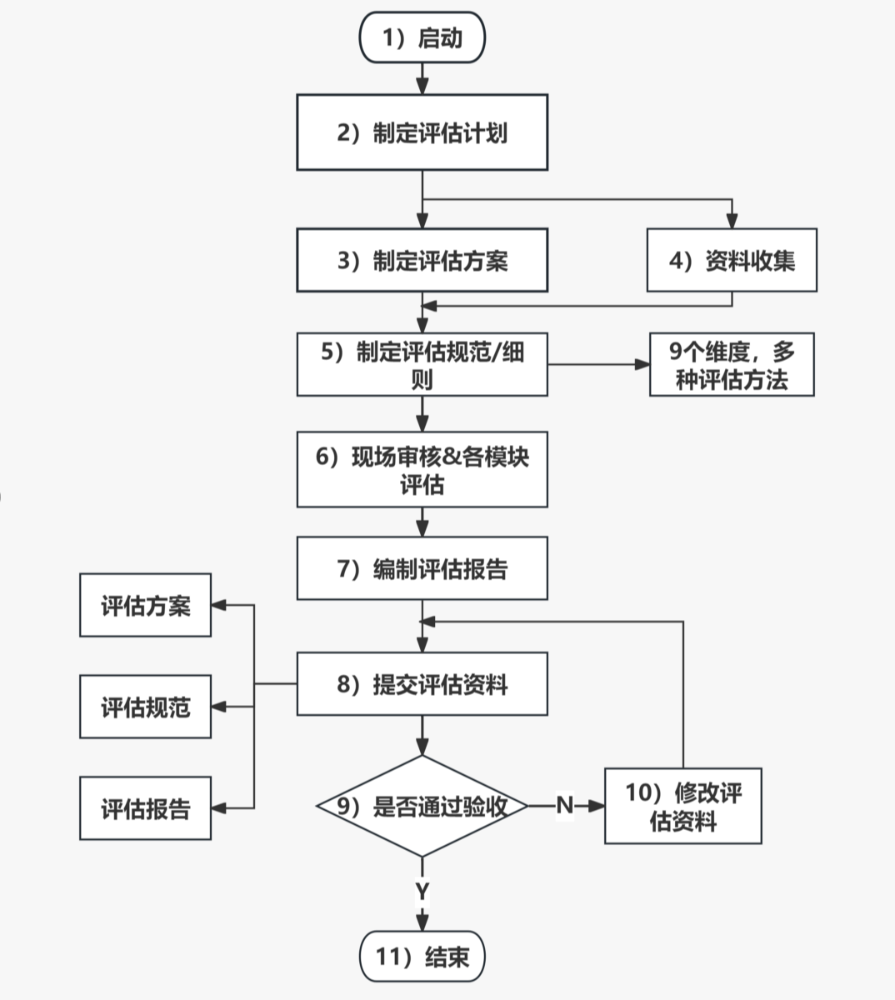 1）启动
2）制定评估计划
3）制定评估方案
4）资料收集
5）制定评估规范/细
则
9个维度，多
种评估方法
6）现场审核&各模块
评估
7）编制评估报告
8）提交评估资料
评估方案
评估规范
评估报告
9）是否通过验收
N
10）修改评
估资料
Y
11）结束